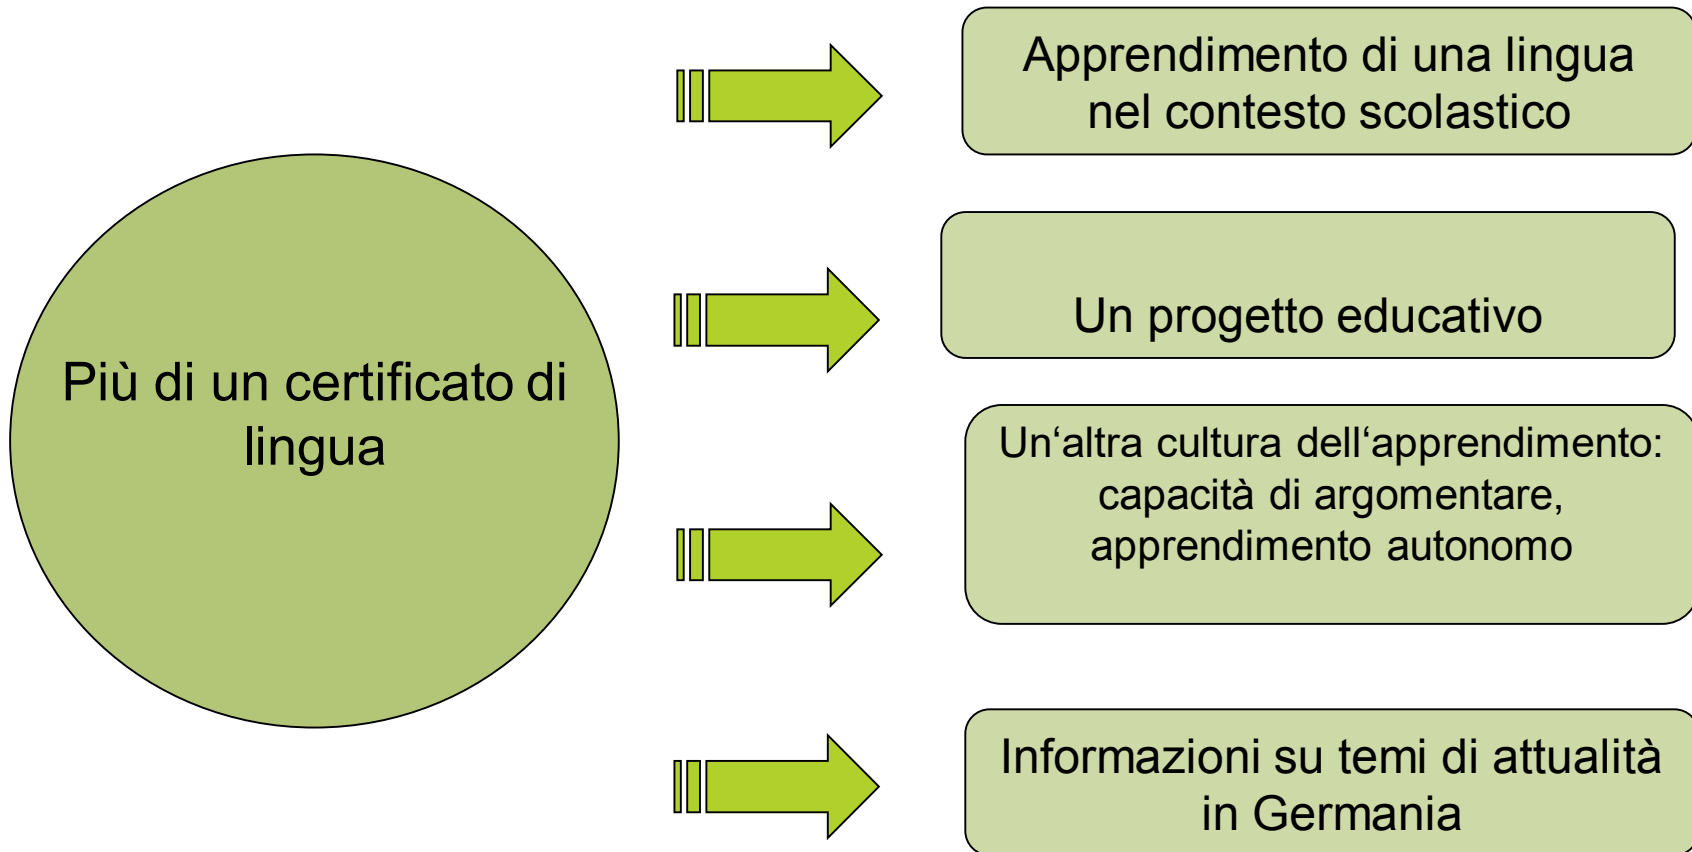 Più di un certificato di
lingua
Apprendimento di una lingua
nel contesto scolastico
Un progetto educativo
Un‘altra cultura dell‘apprendimento:
capacità di argomentare,
apprendimento autonomo
Informazioni su temi di attualità
in Germania